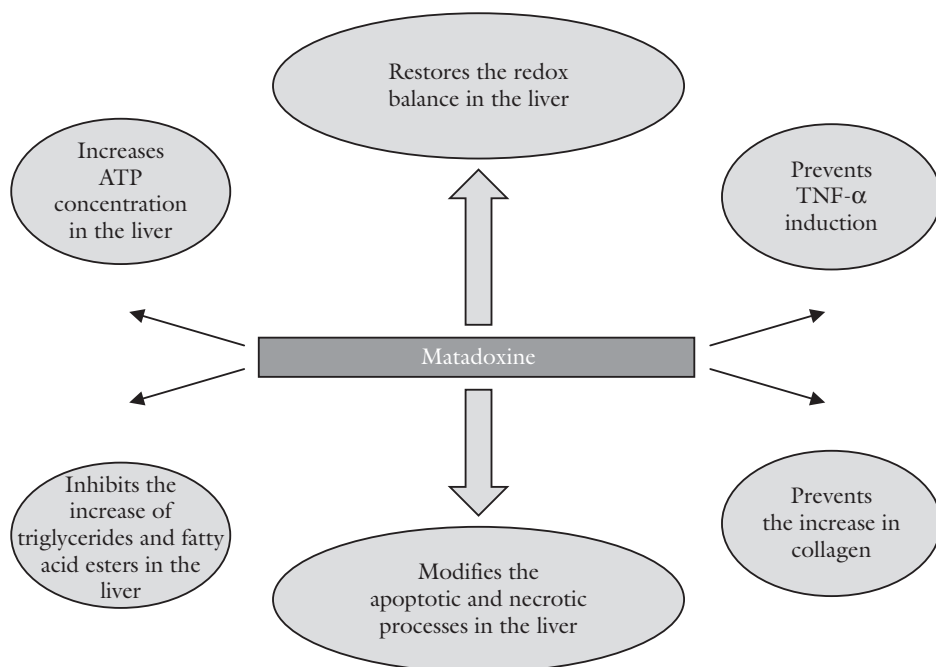 Restores the redox
balance in the liver
Increases
ATP
concentration
in the liver
Prevents
TNF-α
induction
Matadoxine
Inhibits the
increase of
triglycerides and fatty
acid esters in the
liver
Modifies the
apoptotic and necrotic
processes in the liver
Prevents
the increase in
collagen